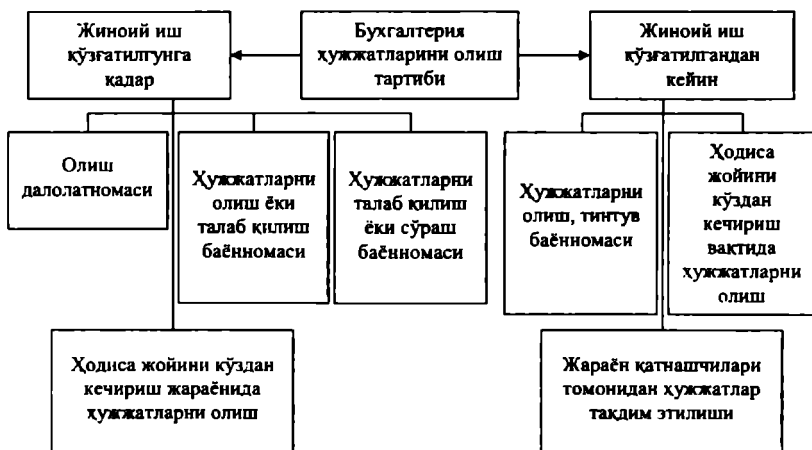 Жиноий иш
қўзғатилгунга
қадар
Бухгалтерия
ҳужжатларини олиш
тартиби
Жиноий иш
қўзғатилгандан
кейин
Олиш
далолатномаси
Ҳужжатларни
олиш ёки
талаб қилиш
баённомаси
Ҳужжатларни
талаб қилиш
ёки сўраш
баённомаси
Ҳужжатларни
олиш, тинтув
баённомаси
Ҳодиса
жойини
кўздан
кечириш
вақтида
ҳужжатларни
олиш
Ҳодиса жойини кўздан
кечириш жараёнида
ҳужжатларни олиш
Жараён қатнашчилари
томонидан ҳужжатлар
тақдим этилиши